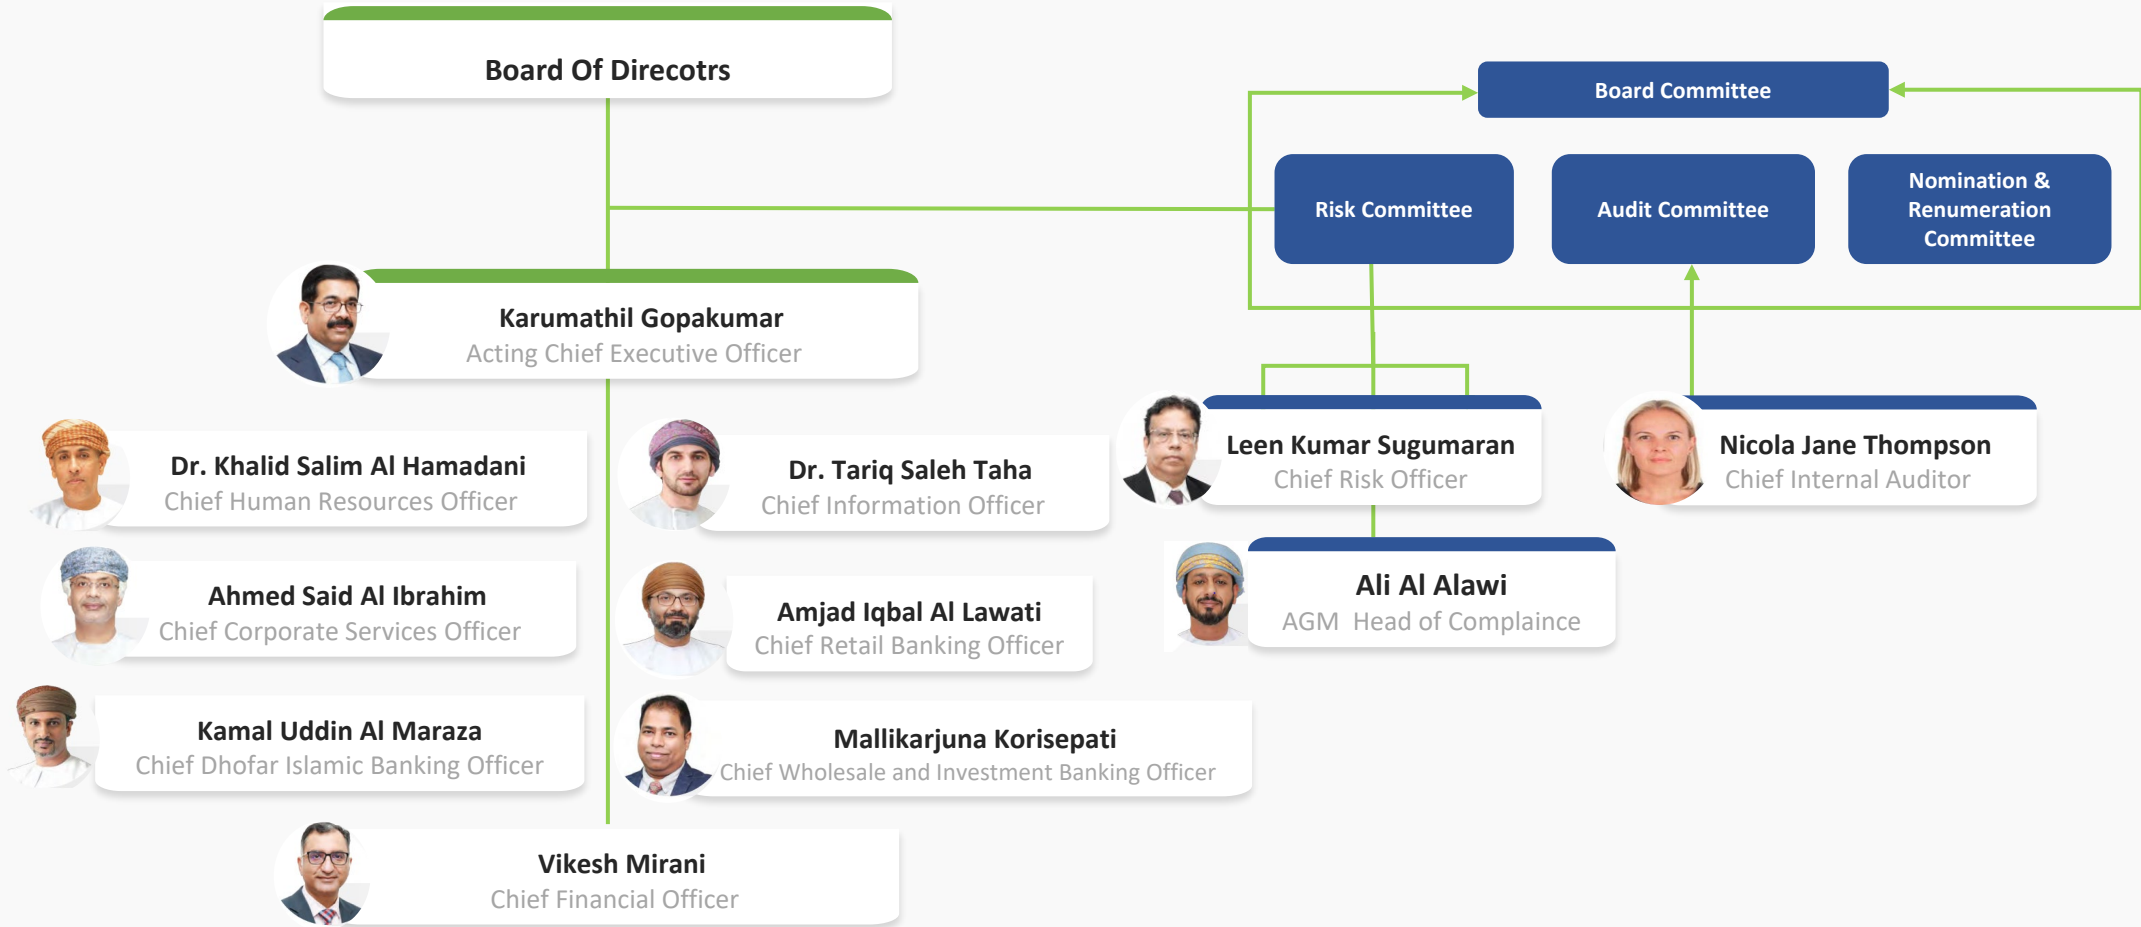 Board Of Direcotrs
Board Committee
Risk Committee
Audit Committee
Nomination &
Renumeration
Committee
Karumathil Gopakumar
Acting Chief Executive Officer
Dr. Khalid Salim Al Hamadani
Chief Human Resources Officer
Dr. Tariq Saleh Taha
Chief Information Officer
Leen Kumar Sugumaran
Chief Risk Officer
Nicola Jane Thompson
Chief Internal Auditor
Ahmed Said Al Ibrahim
Chief Corporate Services Officer
Amjad Iqbal Al Lawati
Chief Retail Banking Officer
Ali Al Alawi
AGM  Head of Complaince
Kamal Uddin Al Maraza
Chief Dhofar Islamic Banking Officer
Mallikarjuna Korisepati
Chief Wholesale and Investment Banking Officer
Vikesh Mirani
Chief Financial Officer